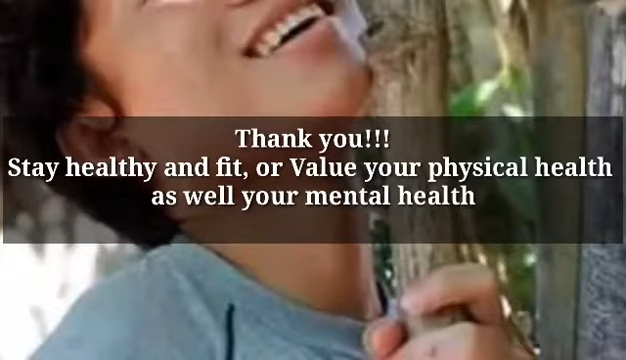 Thank you!!!
Stay healthy and fit, or Value your physical health
as well your mental health